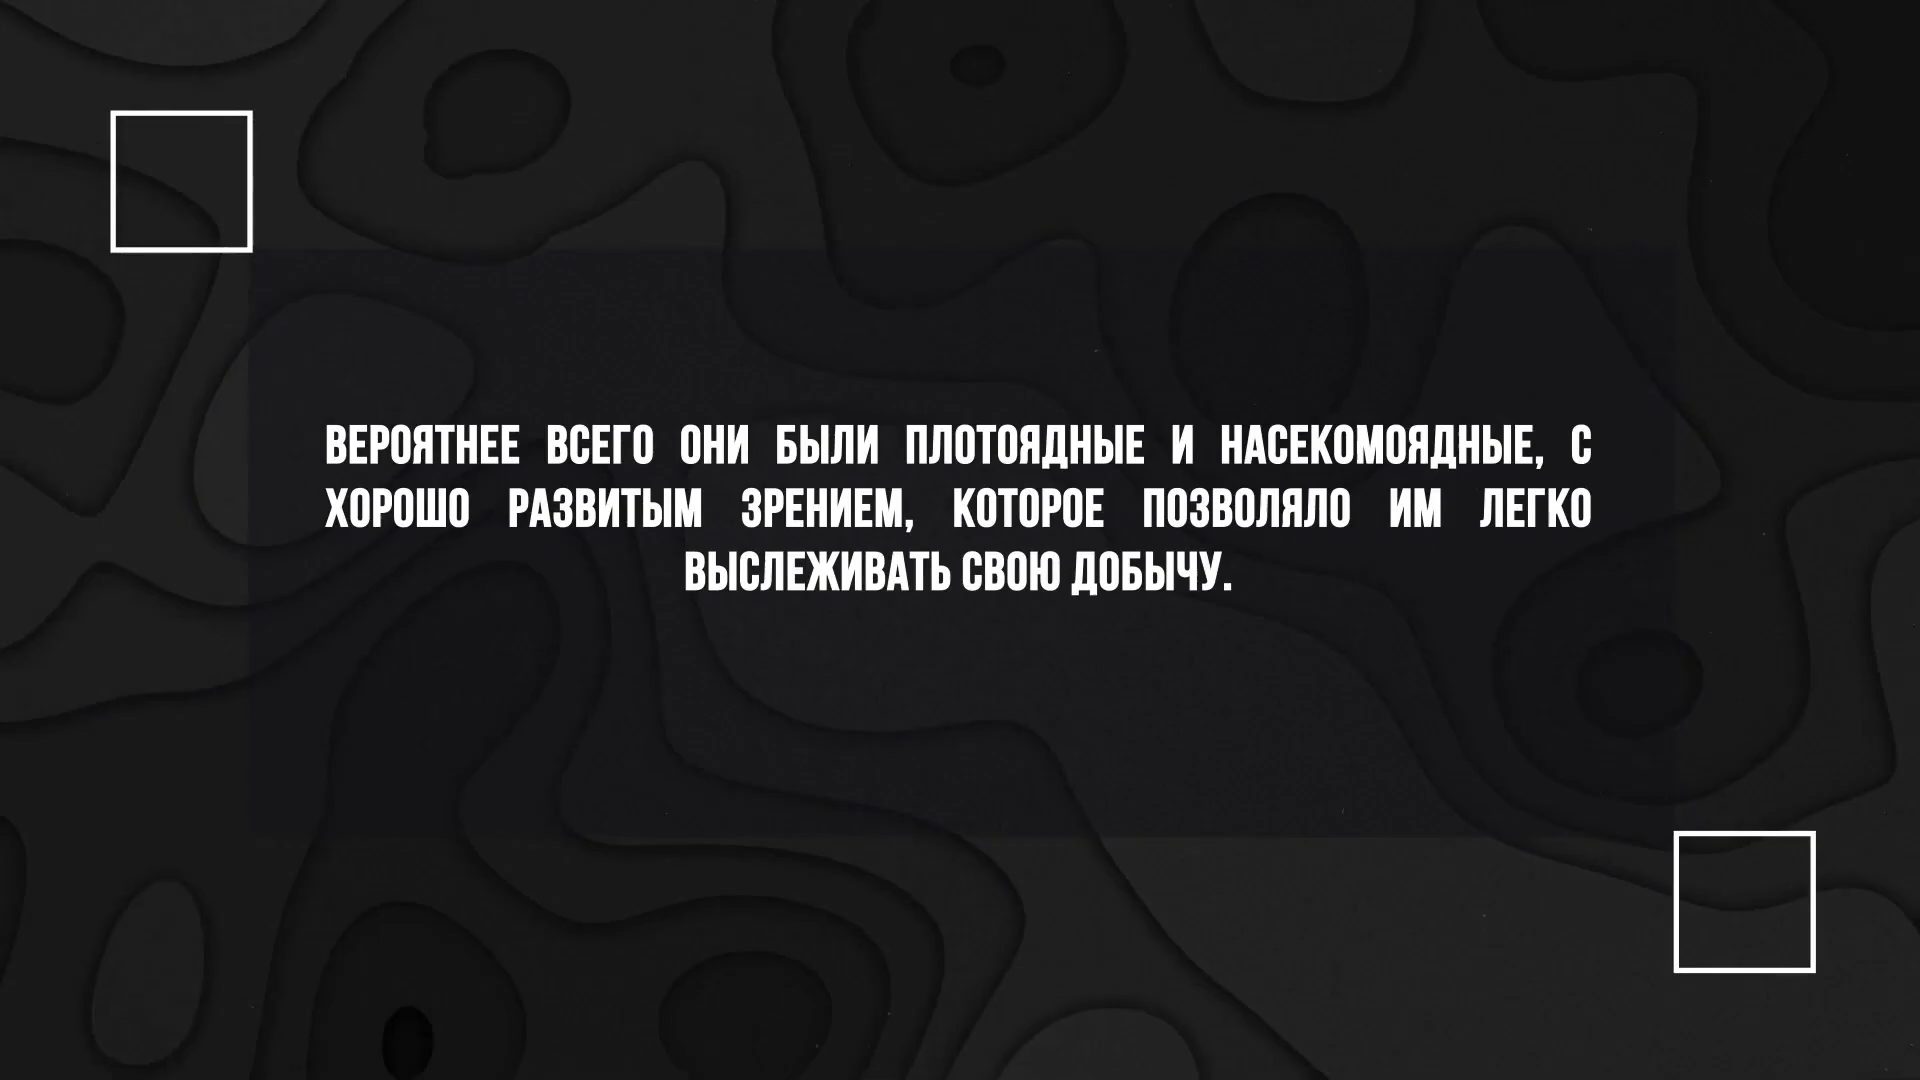 ВЕРОЯТНЕЕ ВСЕГО ОНИ БЫЛИ ПЛОТОЯДНЫЕ И НАСЕКОМОЯДНЫЕ, С
ХОРОШО РАЗВИТЫМ ЗРЕНИЕМ, КОТОРОЕ ПОЗВОЛЯЛО ИМ ЛЕГКО
ВЫСЛЕЖИВАТЬ СВОЮ ДОБЫЧУ.